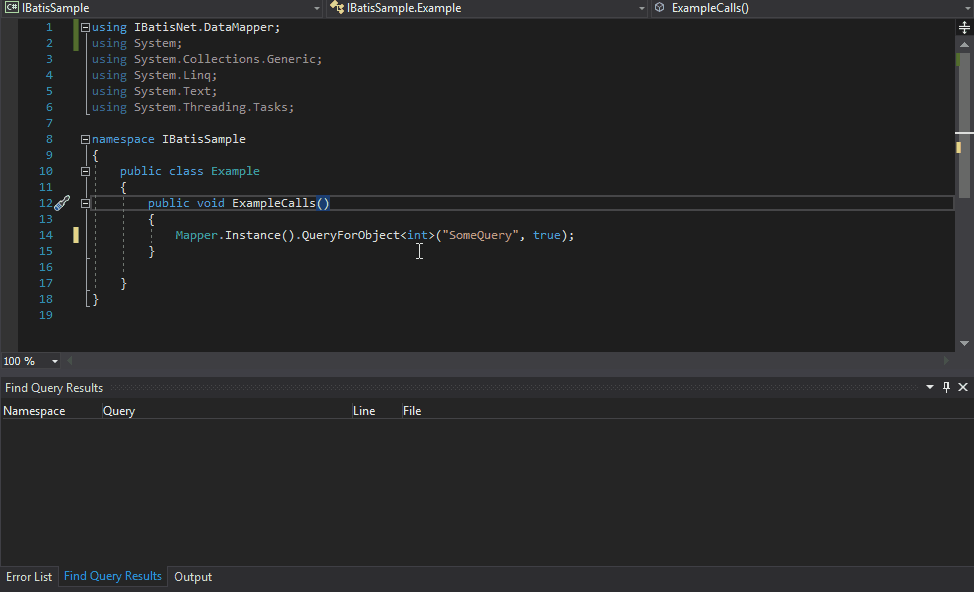 IBatisSample IBatisSample.Example ExampleCalls()
1 using IBatisNet.DataMapper;
2 using System;
3 using System.Collections.Generic;
4 using System.Linq;
5 using System.Text;
6 using System.Threading.Tasks;
7
8 namespace IBatisSample
9 {
10 public class Example
11 {
12 public void ExampleCalls()
13 {
14 Mapper.Instance().QueryForObject<int>("SomeQuery", true);
15 }
16
17 }
18 }
19
100 %
Find Query Results
Namespace Query Line File
Error List Find Query Results Output